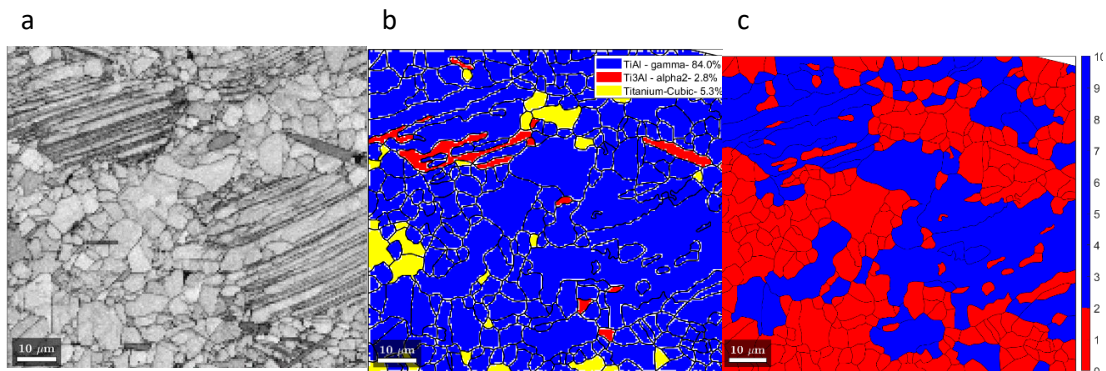 a
b
c
TiAl - gamma- 84.0%
Ti3Al - alpha2- 2.8%
Titanium-Cubic- 5.3%
10
9
8
7
6
5
4
3
2
1
0
10 μm
10 μm
10 μm